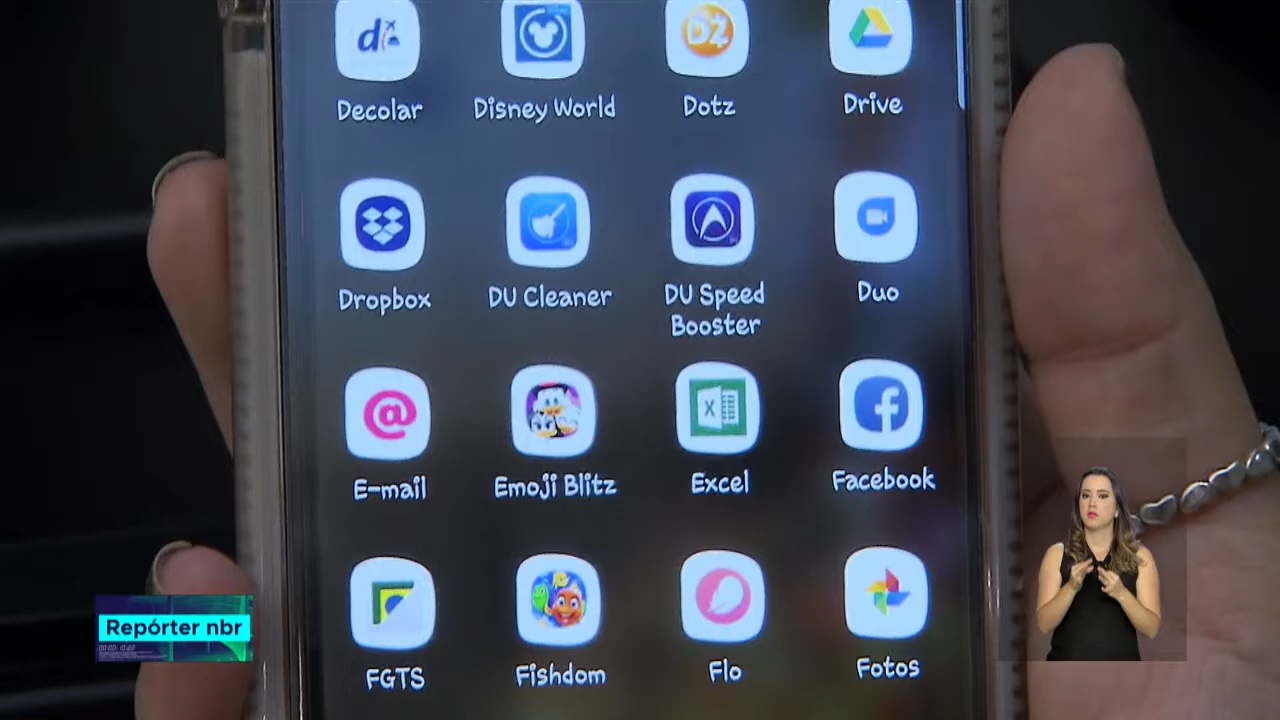 Decolar
Disney World
Dotz
Drive
Dropbox
DU Cleaner
DU Speed
Booster
Duo
E-mail
Emoji Blitz
Excel
Facebook
FGTS
Fishdom
Flo
Fotos
Repórter nbr